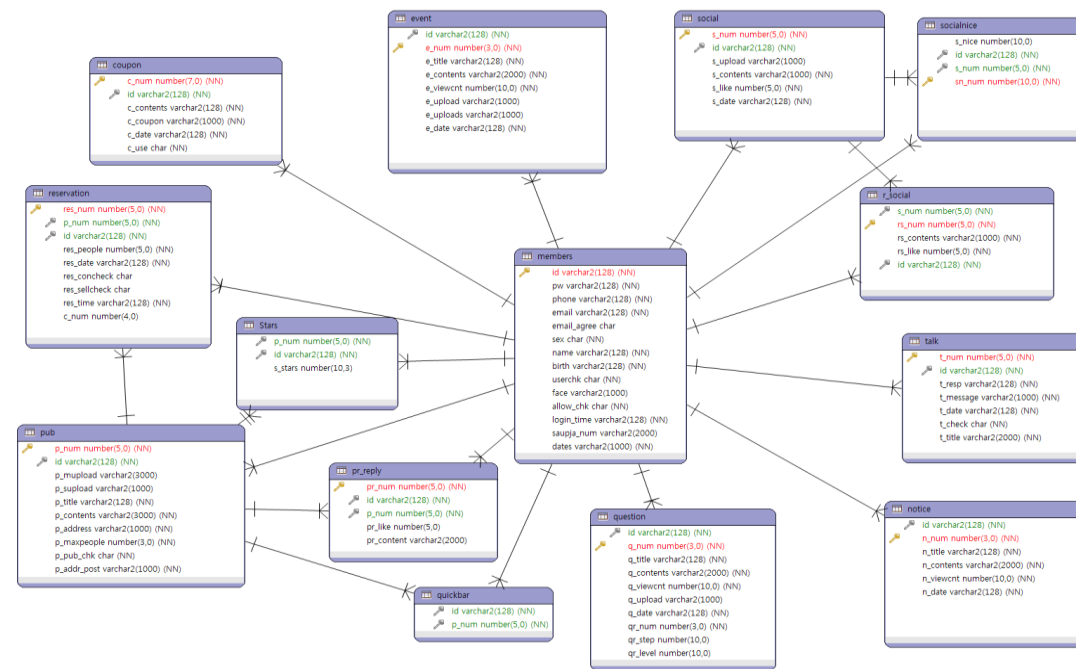 event
id varchar2(128) (NN)
e_num number(3,0) (NN)
e_title varchar2(128) (NN)
e_contents varchar2(2000) (NN)
e_viewcnt number(10,0) (NN)
e_upload varchar2(1000)
e_uploads varchar2(1000)
e_date varchar2(128) (NN)
social
s_num number(5,0) (NN)
id varchar2(128) (NN)
s_upload varchar2(1000)
s_contents varchar2(1000) (NN)
s_like number(5,0) (NN)
s_date varchar2(128) (NN)
socialnice
s_nice number(10,0)
id varchar2(128) (NN)
s_num number(5,0) (NN)
sn_num number(10,0) (NN)
coupon
c_num number(7,0) (NN)
id varchar2(128) (NN)
c_contents varchar2(128) (NN)
c_coupon varchar2(1000) (NN)
c_date varchar2(128) (NN)
c_use char (NN)
reservation
res_num number(5,0) (NN)
p_num number(5,0) (NN)
id varchar2(128) (NN)
res_people number(5,0) (NN)
res_date varchar2(128) (NN)
res_concheck char
res_sellcheck char
res_time varchar2(128) (NN)
c_num number(4,0)
r_social
s_num number(5,0) (NN)
rs_num number(5,0) (NN)
rs_contents varchar2(1000) (NN)
rs_like number(5,0) (NN)
id varchar2(128) (NN)
members
id varchar2(128) (NN)
pw varchar2(128) (NN)
phone varchar2(128) (NN)
email varchar2(128) (NN)
email_agree char
sex char (NN)
name varchar2(128) (NN)
birth varchar2(128) (NN)
userchk char (NN)
face varchar2(1000)
allow_chk char (NN)
login_time varchar2(128) (NN)
saupja_num varchar2(2000)
dates varchar2(1000) (NN)
Stars
p_num number(5,0) (NN)
id varchar2(128) (NN)
s_stars number(10,3)
talk
t_num number(5,0) (NN)
id varchar2(128) (NN)
t_resp varchar2(128) (NN)
t_message varchar2(1000) (NN)
t_date varchar2(128) (NN)
t_check char (NN)
t_title varchar2(2000) (NN)
pub
p_num number(5,0) (NN)
id varchar2(128) (NN)
p_mupload varchar2(3000)
p_supload varchar2(1000)
p_title varchar2(128) (NN)
p_contents varchar2(3000) (NN)
p_address varchar2(1000) (NN)
p_maxpeople number(3,0) (NN)
p_pub_chk char (NN)
p_addr_post varchar2(1000) (NN)
pr_reply
pr_num number(5,0) (NN)
id varchar2(128) (NN)
p_num number(5,0) (NN)
pr_like number(5,0)
pr_content varchar2(2000)
question
id varchar2(128) (NN)
q_num number(3,0) (NN)
q_title varchar2(128) (NN)
q_contents varchar2(2000) (NN)
q_viewcnt number(10,0) (NN)
q_upload varchar2(1000)
q_date varchar2(128) (NN)
qr_num number(3,0) (NN)
qr_step number(10,0)
qr_level number(10,0)
notice
id varchar2(128) (NN)
n_num number(3,0) (NN)
n_title varchar2(128) (NN)
n_contents varchar2(2000) (NN)
n_viewcnt number(10,0) (NN)
n_date varchar2(128) (NN)
quickbar
id varchar2(128) (NN)
p_num number(5,0) (NN)